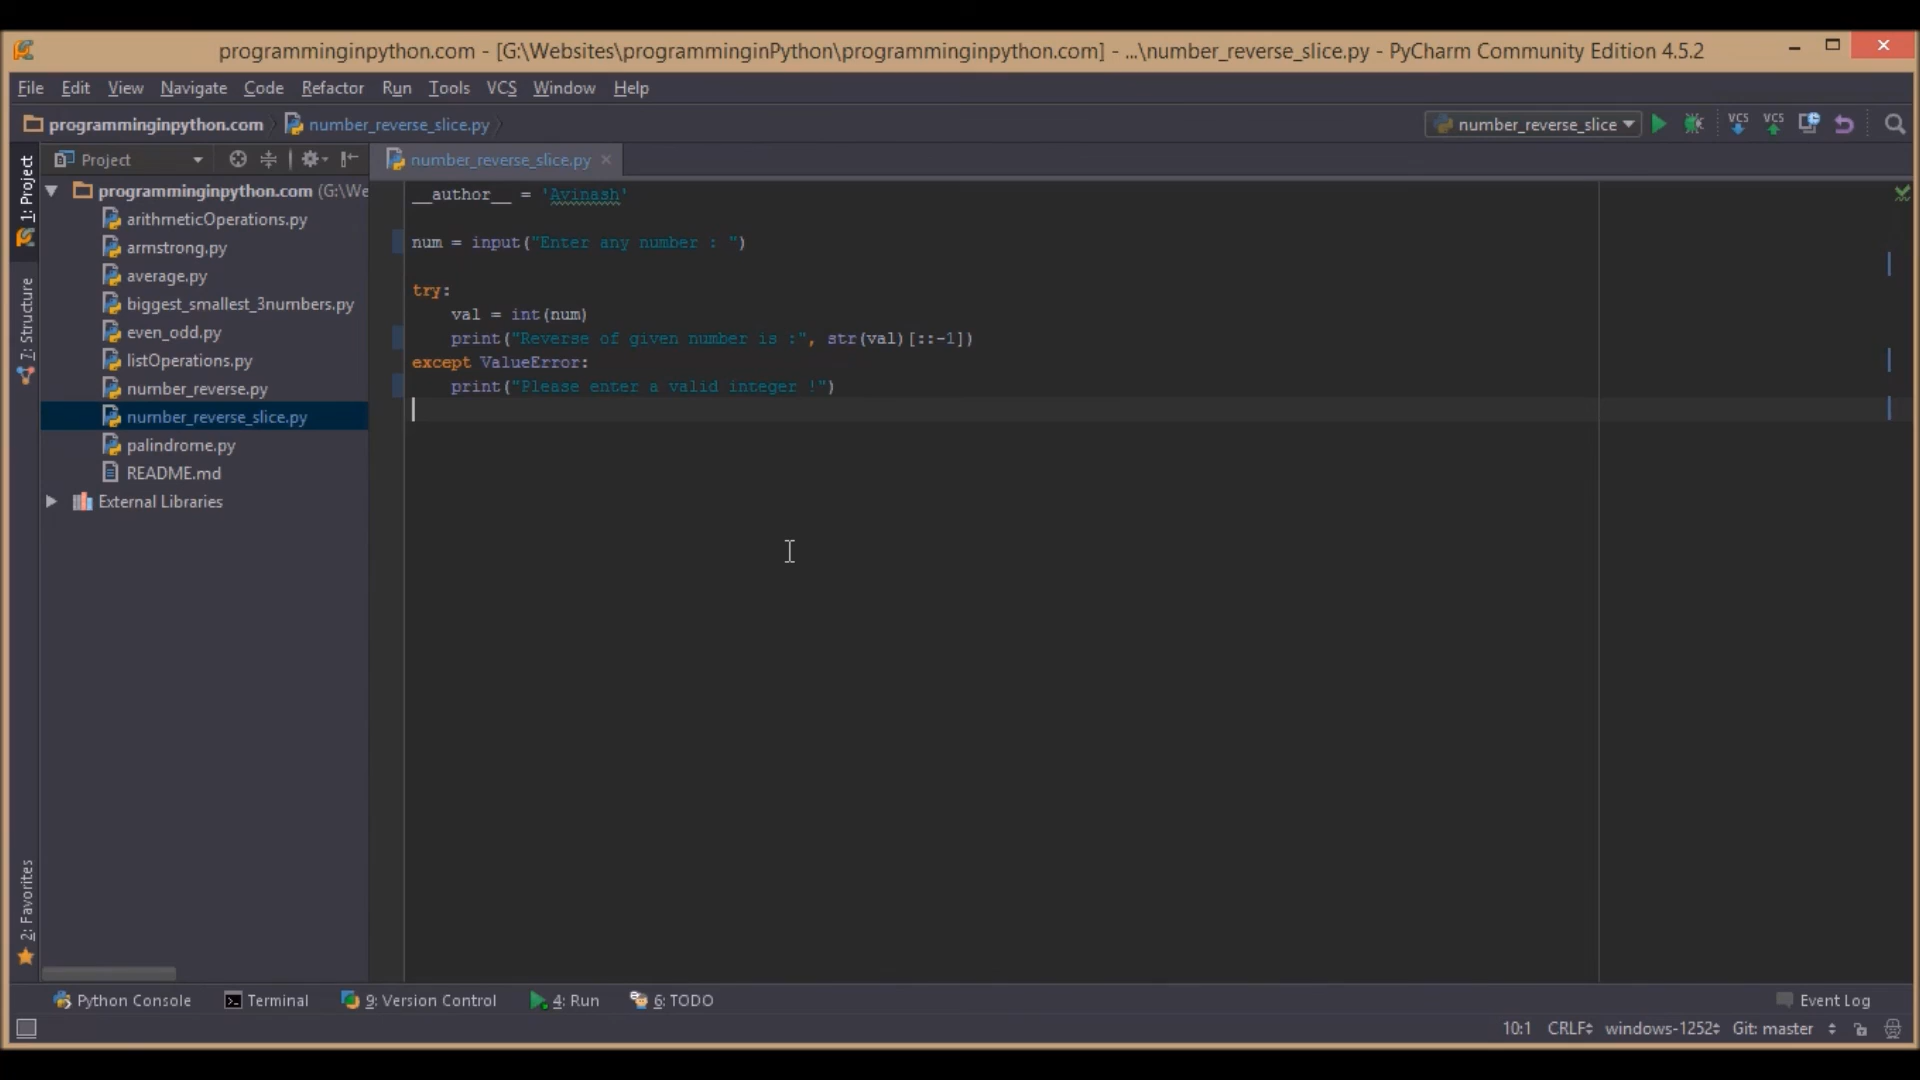 programminginpython.com - [G:\Websites\programminginPython\programminginpython.com] - ...\number_reverse_slice.py - PyCharm Community Edition 4.5.2
File Edit View Navigate Code Refactor Run Tools VCS Window Help
programminginpython.com number_reverse_slice.py number_reverse_slice VCS VCS
1: Project
7: Structure
2: Favorites
Project
programminginpython.com (G:\We
arithmeticOperations.py
armstrong.py
average.py
biggest_smallest_3numbers.py
even_odd.py
listOperations.py
number_reverse.py
number_reverse_slice.py
palindrome.py
README.md
External Libraries
number_reverse_slice.py
__author__ = 'Avinash'
num = input("Enter any number : ")
try:
    val = int(num)
    print("Reverse of given number is :", str(val)[::-1])
except ValueError:
    print("Please enter a valid integer !")
Python Console Terminal 9: Version Control 4: Run 6: TODO Event Log
10:1 CRLF windows-1252 Git: master